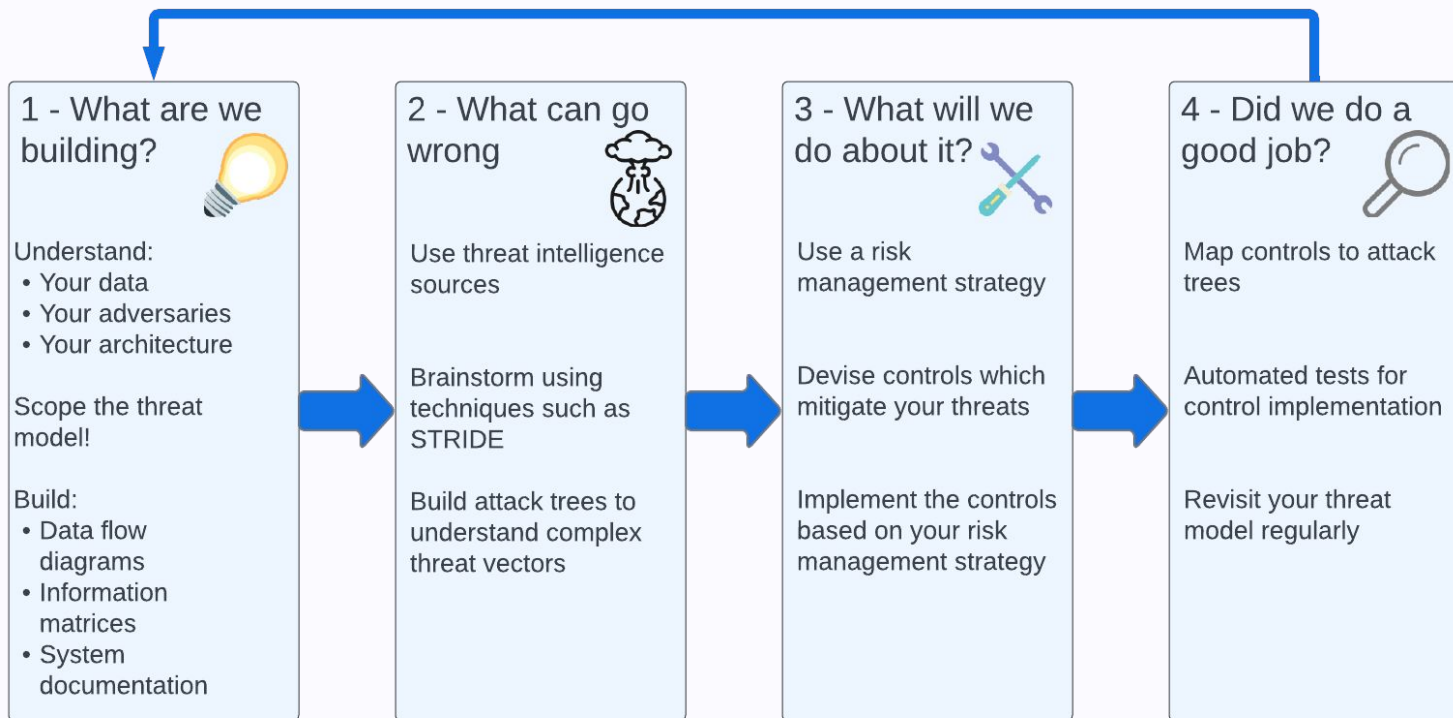 1 - What are we
building?
Understand:
• Your data
• Your adversaries
• Your architecture
Scope the threat
model!
Build:
• Data flow
diagrams
• Information
matrices
• System
documentation
2 - What can go
wrong
Use threat intelligence
sources
Brainstorm using
techniques such as
STRIDE
Build attack trees to
understand complex
threat vectors
3 - What will we
do about it?
Use a risk
management strategy
Devise controls which
mitigate your threats
Implement the controls
based on your risk
management strategy
4 - Did we do a
good job?
Map controls to attack
trees
Automated tests for
control implementation
Revisit your threat
model regularly